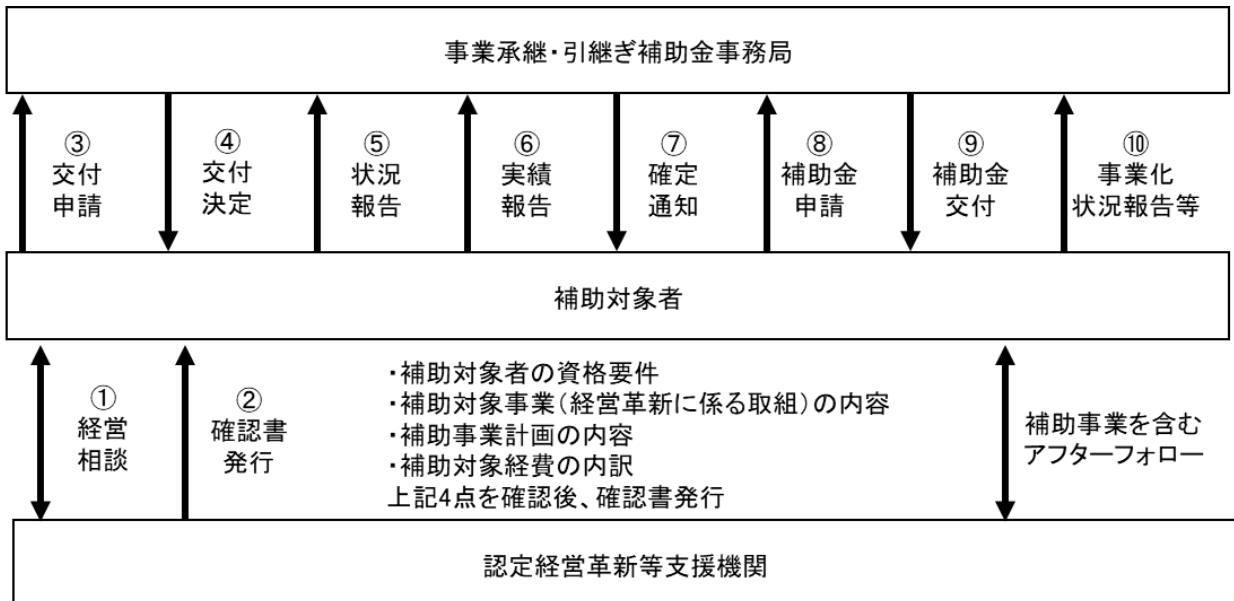 事業承継・引継ぎ補助金事務局
③
交付
申請
④
交付
決定
⑤
状況
報告
⑥
実績
報告
⑦
確定
通知
⑧
補助金
申請
⑨
補助金
交付
⑩
事業化
状況報告等
補助対象者
①
経営
相談
②
確認書
発行
・補助対象者の資格要件
・補助対象事業（経営革新に係る取組）の内容
・補助事業計画の内容
・補助対象経費の内訳
上記4点を確認後、確認書発行
補助事業を含む
アフターフォロー
認定経営革新等支援機関